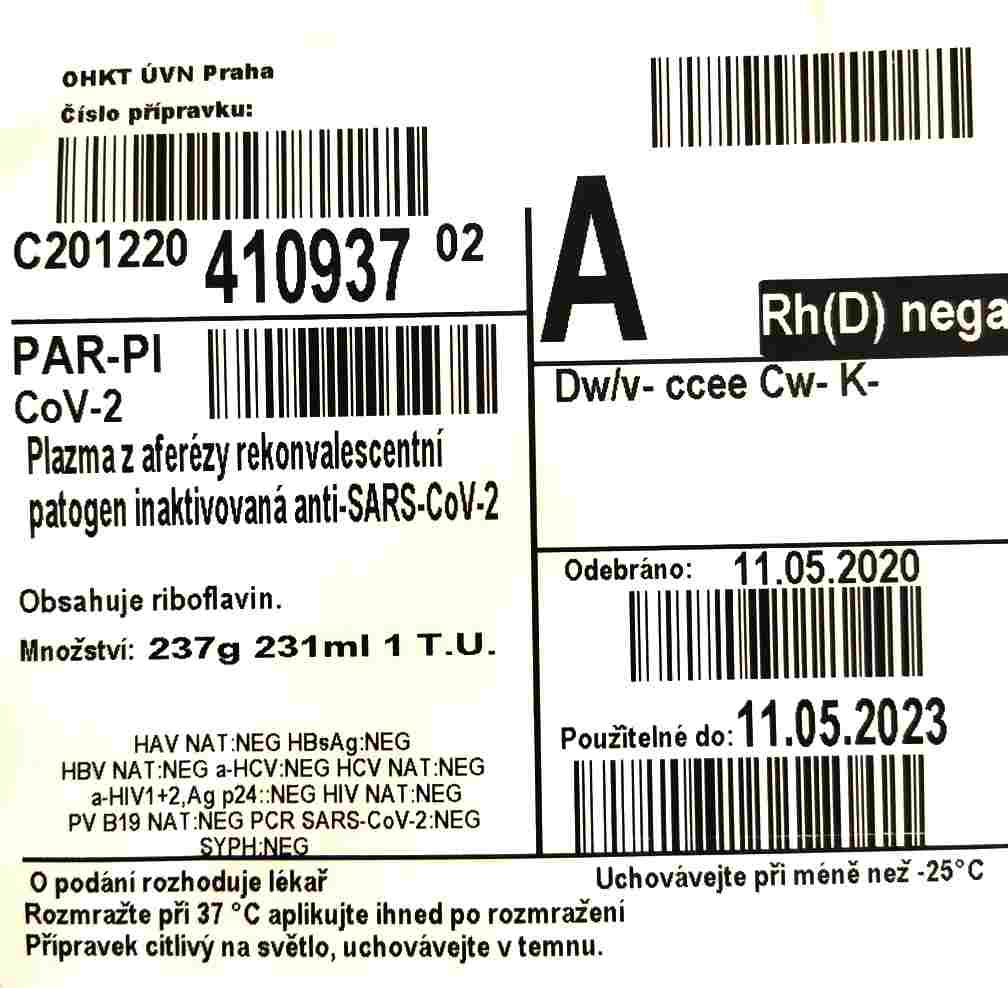 OHKT ÚVN Praha
Číslo přípravku:
C201220 410937 02
PAR-PI
CoV-2
Plazma z aferézy rekonvalescentní
patogen inaktivovaná anti-SARS-CoV-2
Obsahuje riboflavin.
Množství: 237g 231ml 1 T.U.
HAV NAT:NEG HBsAg:NEG
HBV NAT:NEG a-HCV:NEG HCV NAT:NEG
a-HIV1+2,Ag p24::NEG HIV NAT:NEG
PV B19 NAT:NEG PCR SARS-CoV-2:NEG
SYPH:NEG
A
Rh(D) nega
Dw/v- ccee Cw- K-
Odebráno: 11.05.2020
Použitelné do: 11.05.2023
O podání rozhoduje lékař
Uchovávejte při méně než -25°C
Rozmražte při 37 °C aplikujte ihned po rozmražení
Přípravek citlivý na světlo, uchovávejte v temnu.